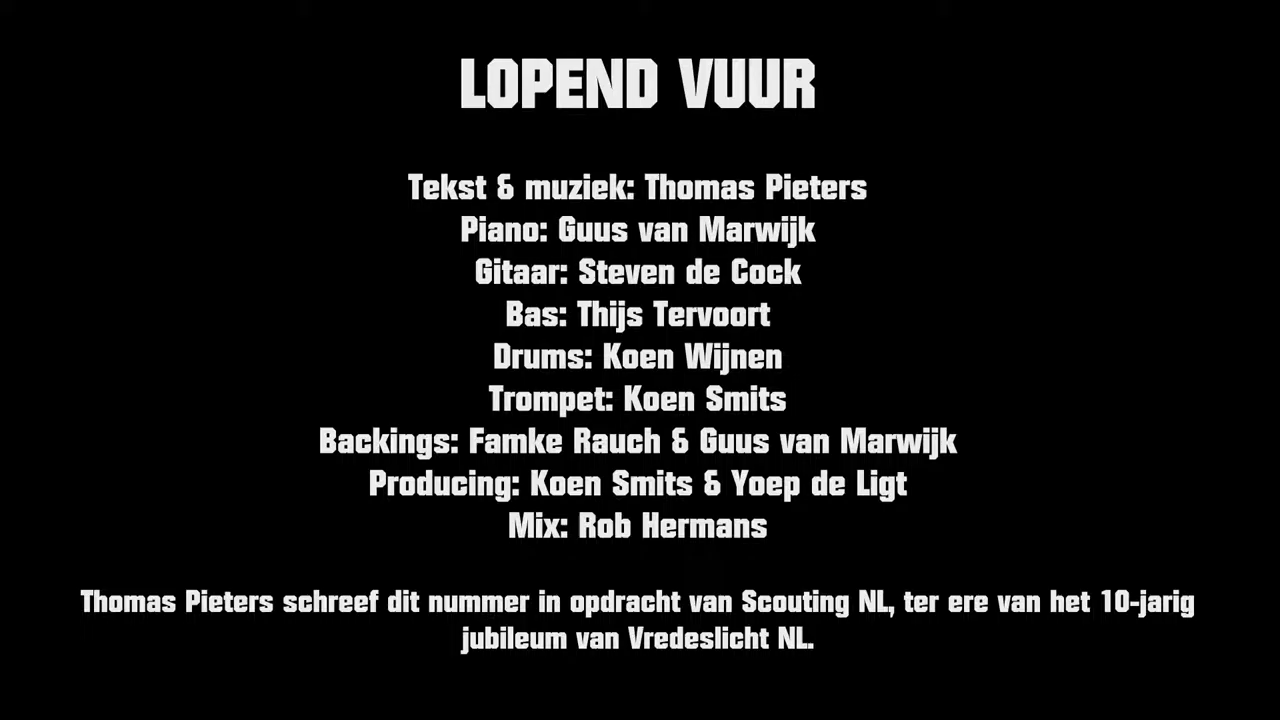 LOPEND VUUR
Tekst & muziek: Thomas Pieters
Piano: Guus van Marwijk
Gitaar: Steven de Cock
Bas: Thijs Tervoort
Drums: Koen Wijnen
Trompet: Koen Smits
Backings: Famke Rauch & Guus van Marwijk
Producing: Koen Smits & Yoep de Ligt
Mix: Rob Hermans
Thomas Pieters schreef dit nummer in opdracht van Scouting NL, ter ere van het 10-jarig
jubileum van Vredeslicht NL.